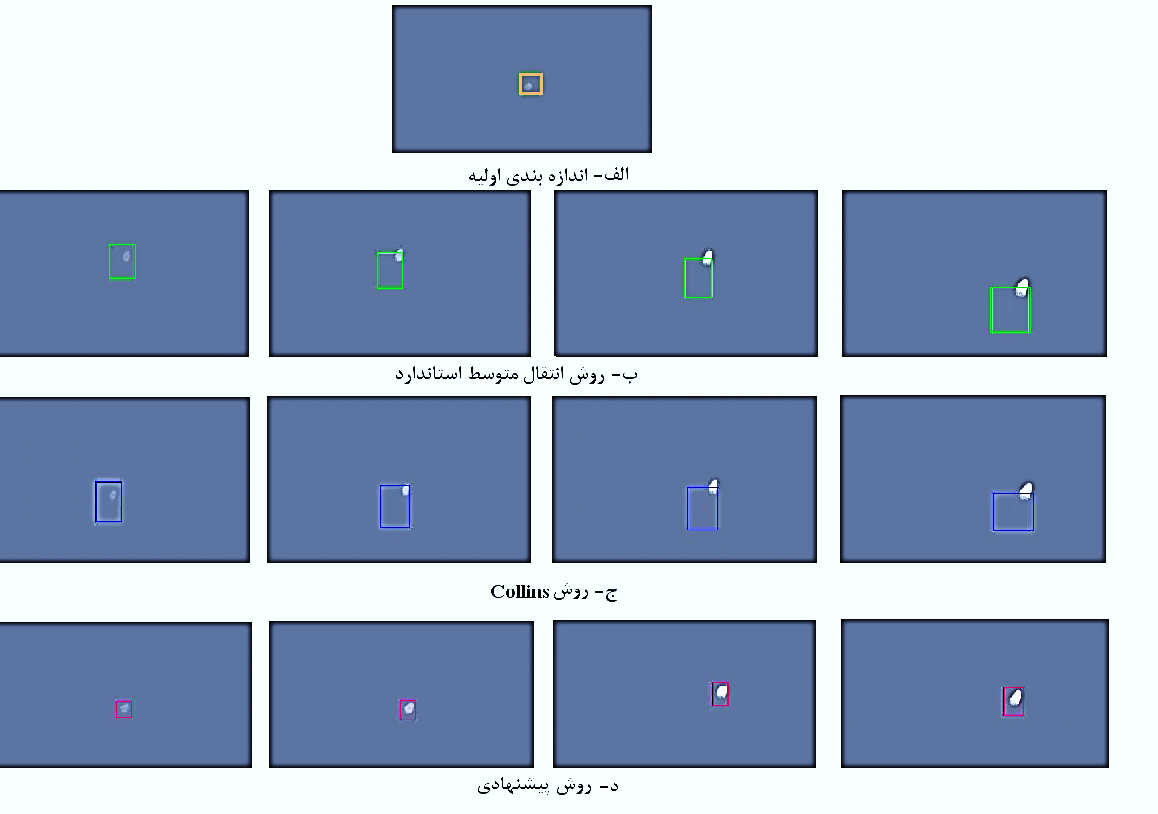 الف- اندازه بندی اولیه
ب- روش انتقال متوسط استاندارد
ج- روش Collins
د- روش پیشنهادی